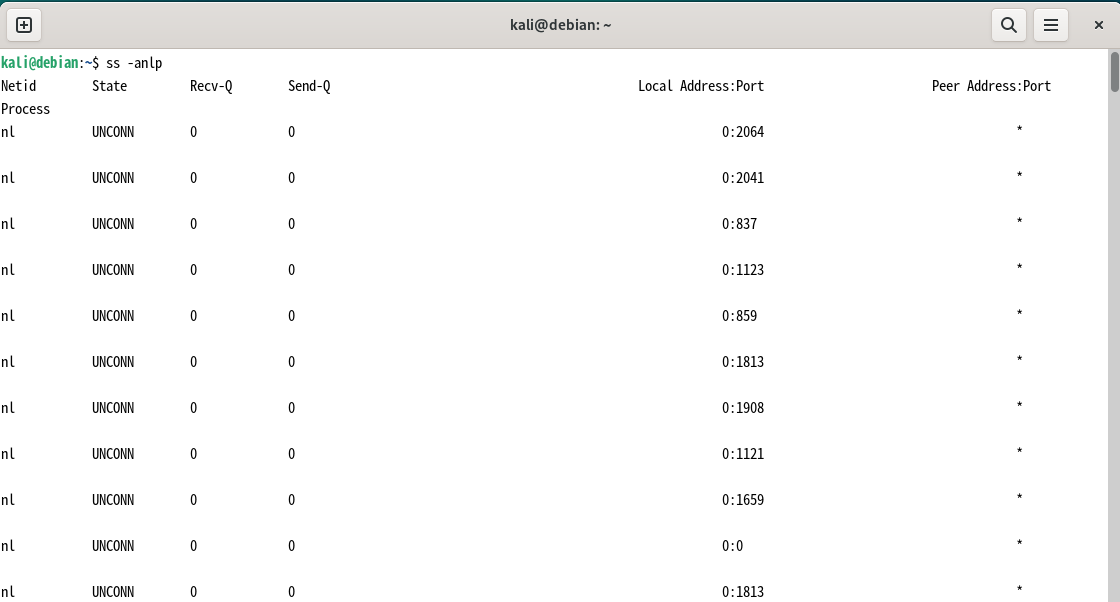 kali@debian: ~
kali@debian:~$ ss -anlp
Netid State Recv-Q Send-Q Local Address:Port Peer Address:Port
Process
nl UNCONN 0 0 0:2064 *
nl UNCONN 0 0 0:2041 *
nl UNCONN 0 0 0:837 *
nl UNCONN 0 0 0:1123 *
nl UNCONN 0 0 0:859 *
nl UNCONN 0 0 0:1813 *
nl UNCONN 0 0 0:1908 *
nl UNCONN 0 0 0:1121 *
nl UNCONN 0 0 0:1659 *
nl UNCONN 0 0 0:0 *
nl UNCONN 0 0 0:1813 *